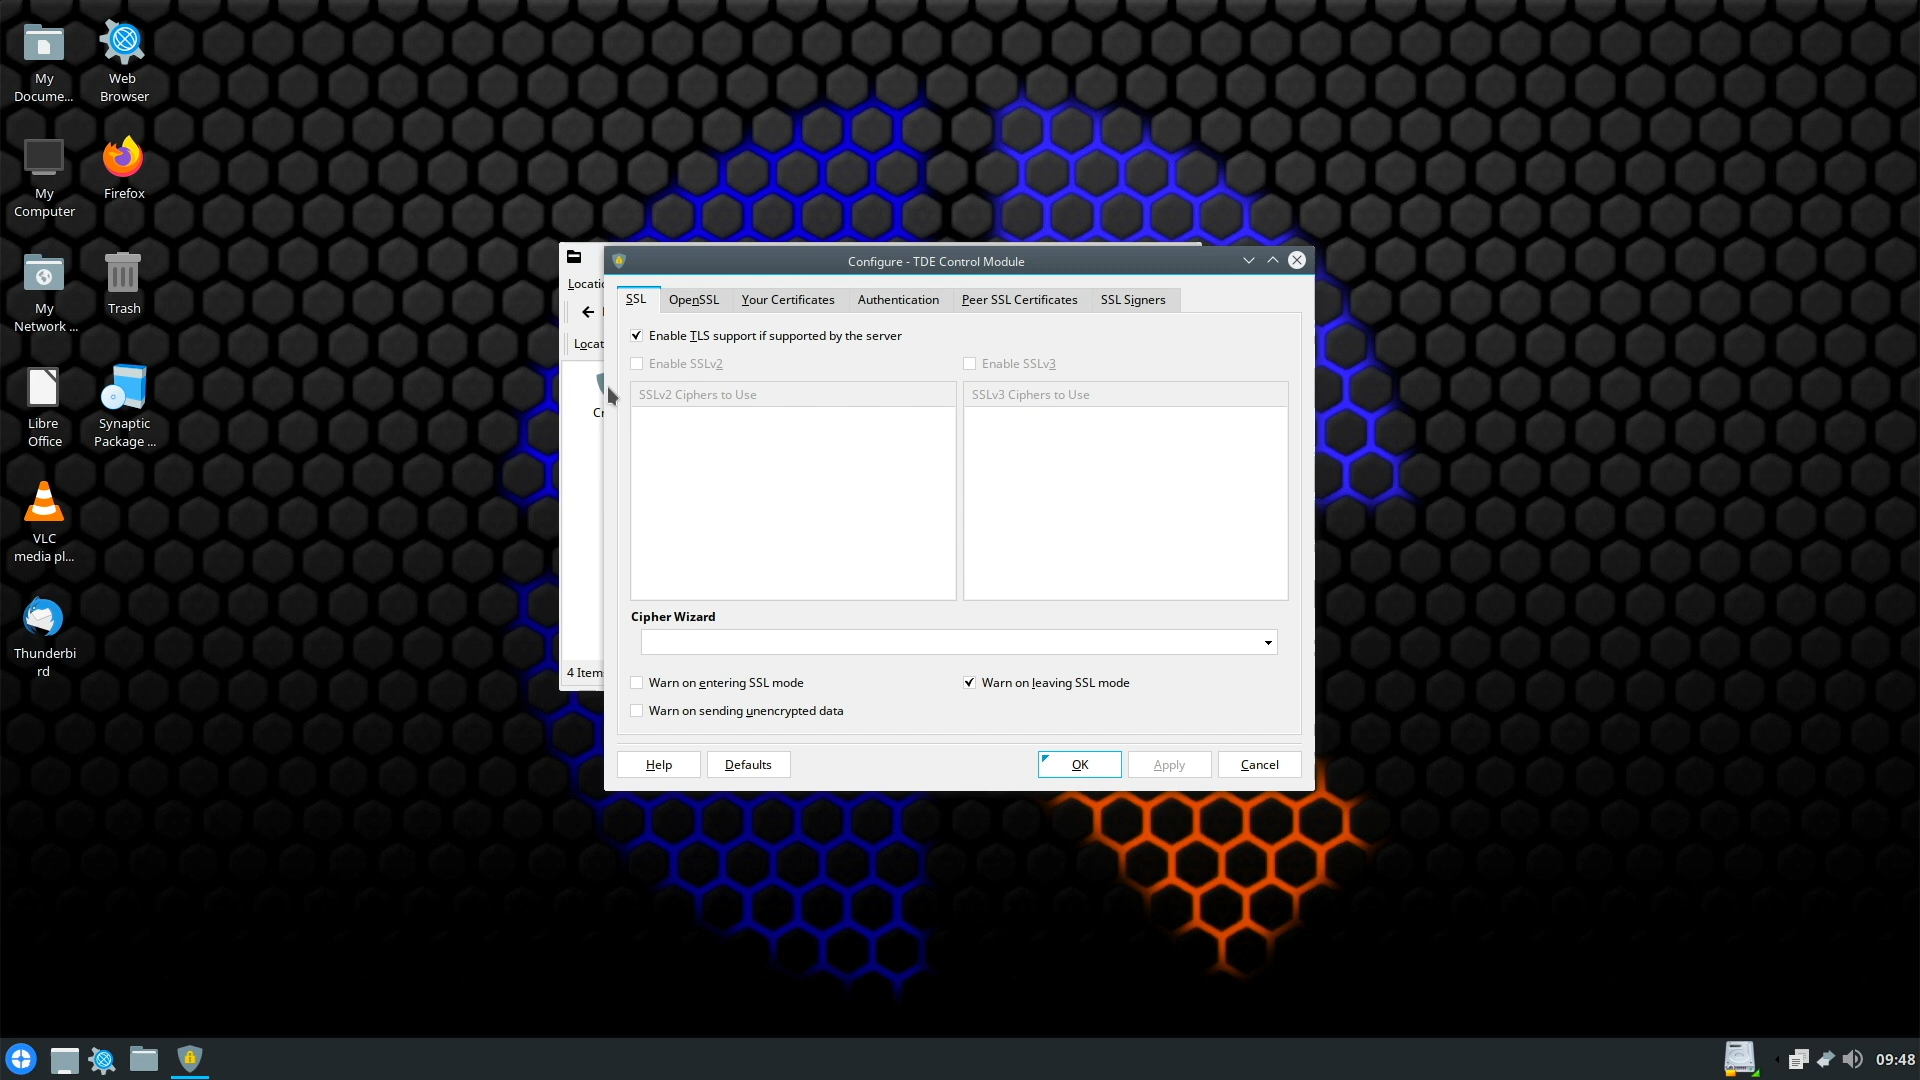 My
Docume...
Web
Browser
My
Computer
Firefox
My
Network ...
Trash
Libre
Office
Synaptic
Package ...
VLC
media pl...
Thunderbi
rd
Configure - TDE Control Module
SSL OpenSSL Your Certificates Authentication Peer SSL Certificates SSL Signers
Enable TLS support if supported by the server
Enable SSLv2 Enable SSLv3
SSLv2 Ciphers to Use SSLv3 Ciphers to Use
Cipher Wizard
Warn on entering SSL mode Warn on leaving SSL mode
Warn on sending unencrypted data
Help Defaults OK Apply Cancel
Locatio
Locat
Cr
4 Item
09:48